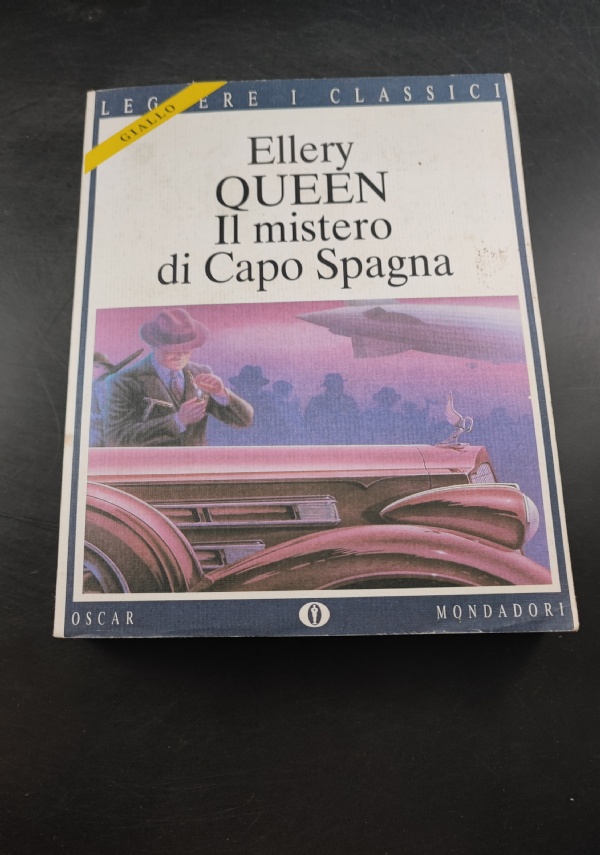 LEGGERE I CLASSICI
GIALLO
Ellery
QUEEN
Il mistero
di Capo Spagna
OSCAR
MONDADORI